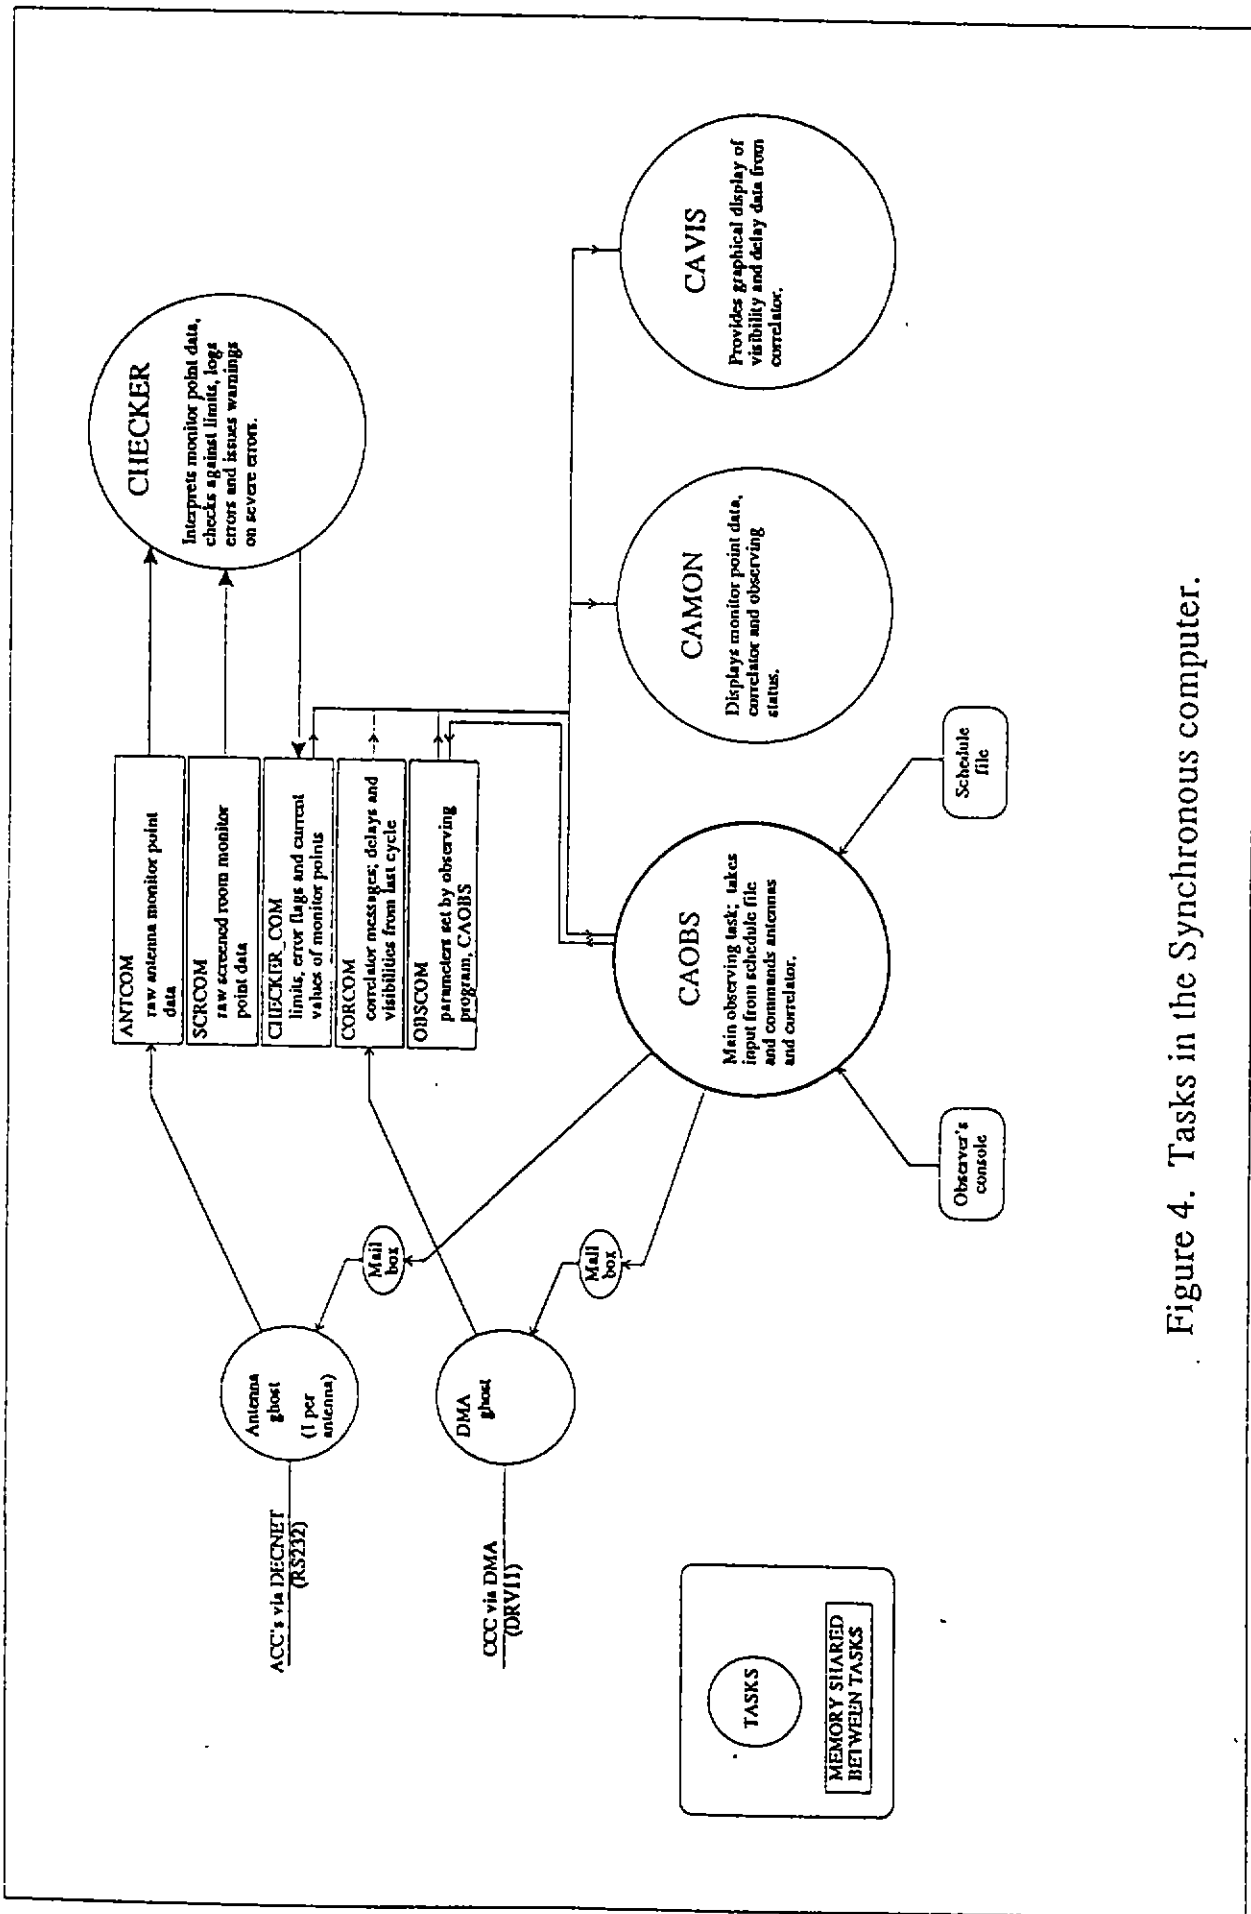 ACC's via DECNET
(RS232)
CCC via DMA
(DRV11)
Antenna
ghost
(1 per
antenna)
DMA
ghost
Mail
box
Mail
box
ANTCOM
raw antenna monitor point
data
SCRCOM
raw screened room monitor
point data
CHECKER_COM
limits, error flags and current
values of monitor points
CORCOM
correlator messages; delays and
visibilities from last cycle
OBSCOM
parameters set by observing
program, CAOBS
CHECKER
Interprets monitor point data,
checks against limits, logs
errors and issues warnings
on severe errors.
CAOBS
Main observing task; takes
input from schedule file
and commands antennas
and correlator.
CAMON
Displays monitor point data,
correlator and observing
status.
CAVIS
Provides graphical display of
visibility and delay data from
correlator.
Observer's
console
Schedule
file
TASKS
MEMORY SHARED
BETWEEN TASKS
Figure 4. Tasks in the Synchronous computer.